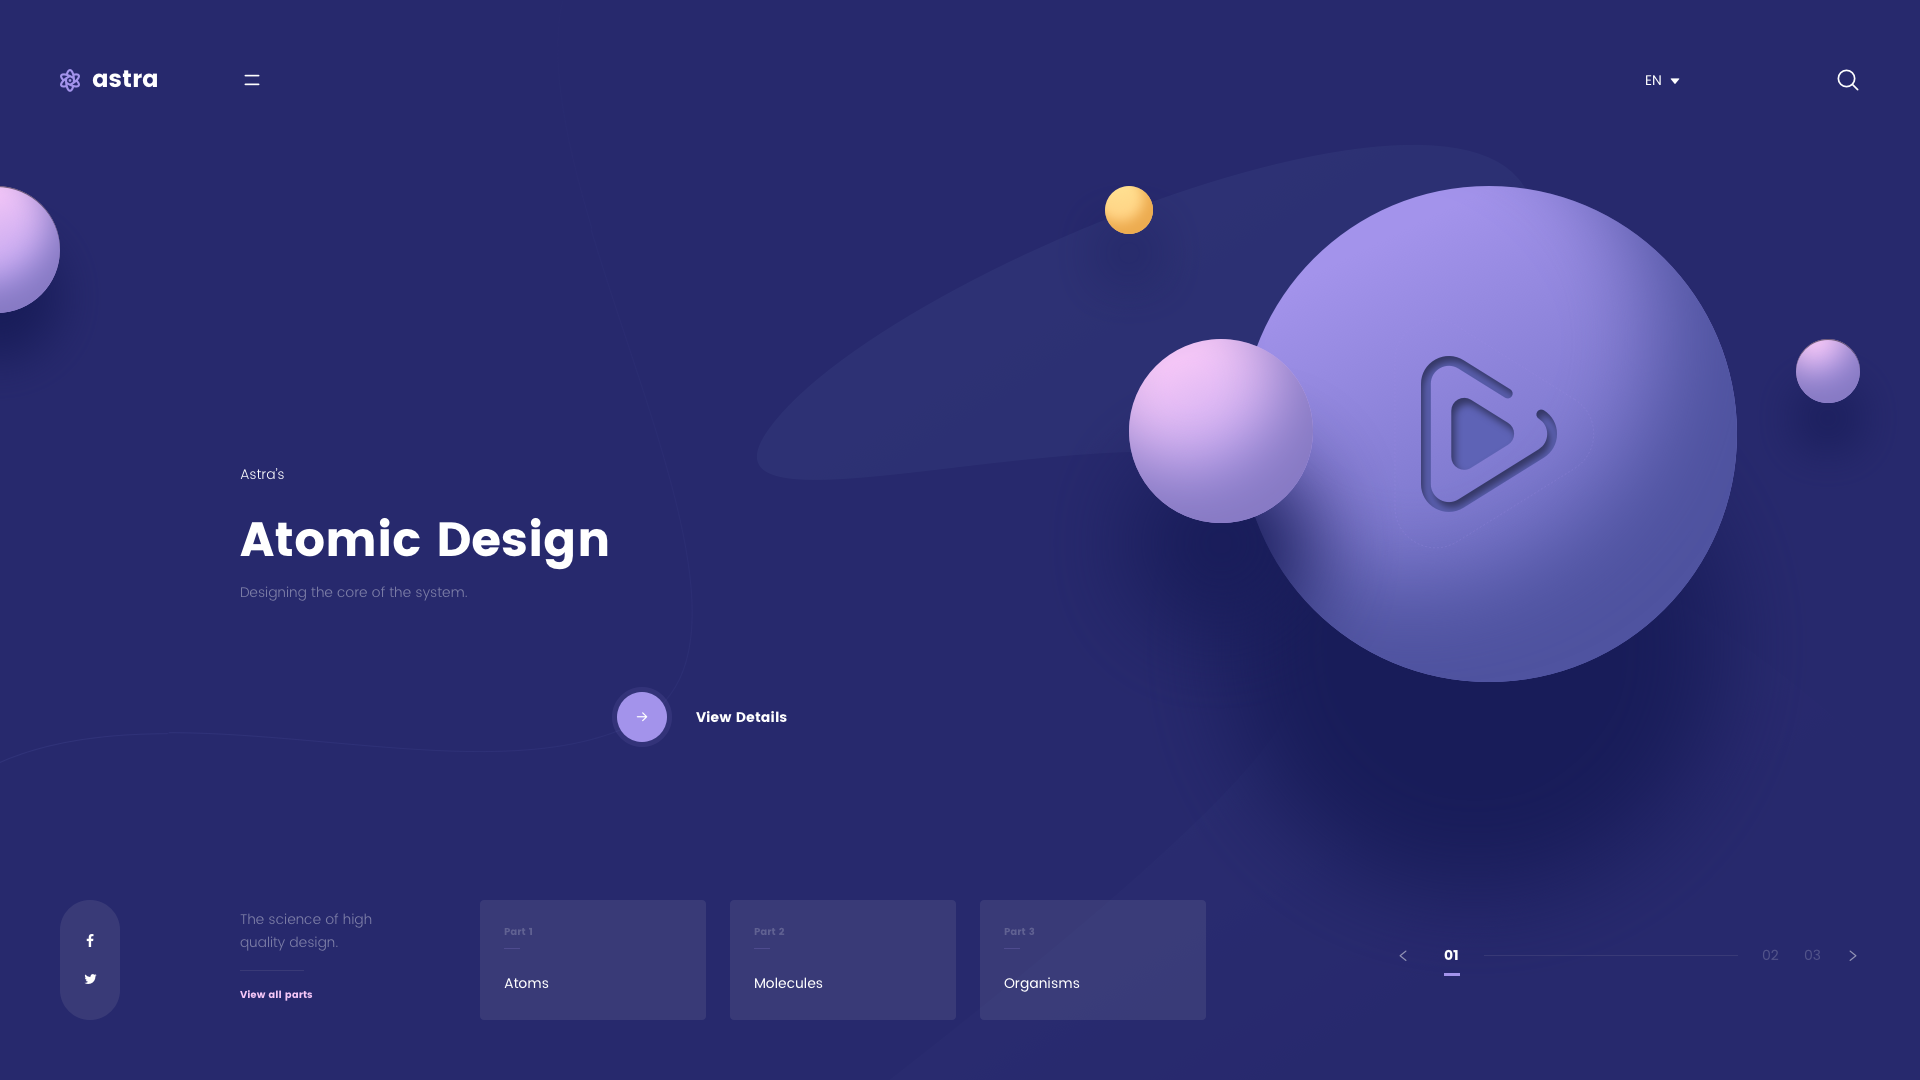 astra
EN
Astra's
Atomic Design
Designing the core of the system.
View Details
The science of high
quality design.
View all parts
Part 1
Atoms
Part 2
Molecules
Part 3
Organisms
01
02
03